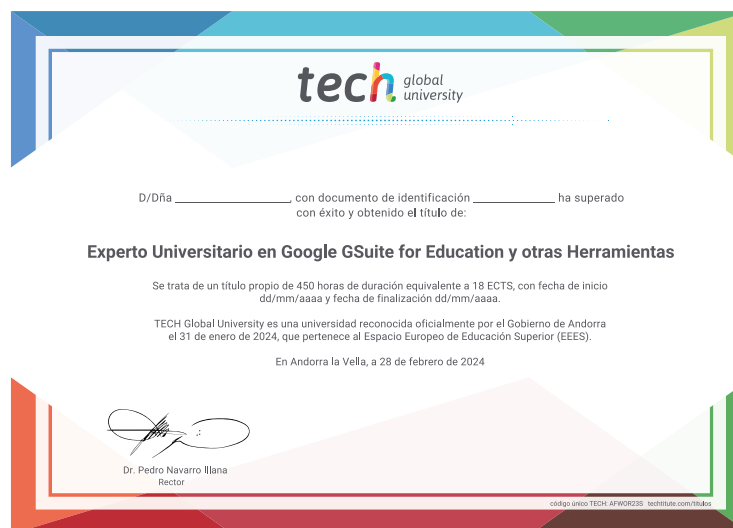 tech global
university
D/Dña ______________, con documento de identificación __________ ha superado
con éxito y obtenido el título de:
Experto Universitario en Google GSuite for Education y otras Herramientas
Se trata de un título propio de 450 horas de duración equivalente a 18 ECTS, con fecha de inicio
dd/mm/aaaa y fecha de finalización dd/mm/aaaa.
TECH Global University es una universidad reconocida oficialmente por el Gobierno de Andorra
el 31 de enero de 2024, que pertenece al Espacio Europeo de Educación Superior (EEES).
En Andorra la Vella, a 28 de febrero de 2024
Dr. Pedro Navarro Illana
Rector
código único TECH: AFWOR23S techtitute.com/titulos